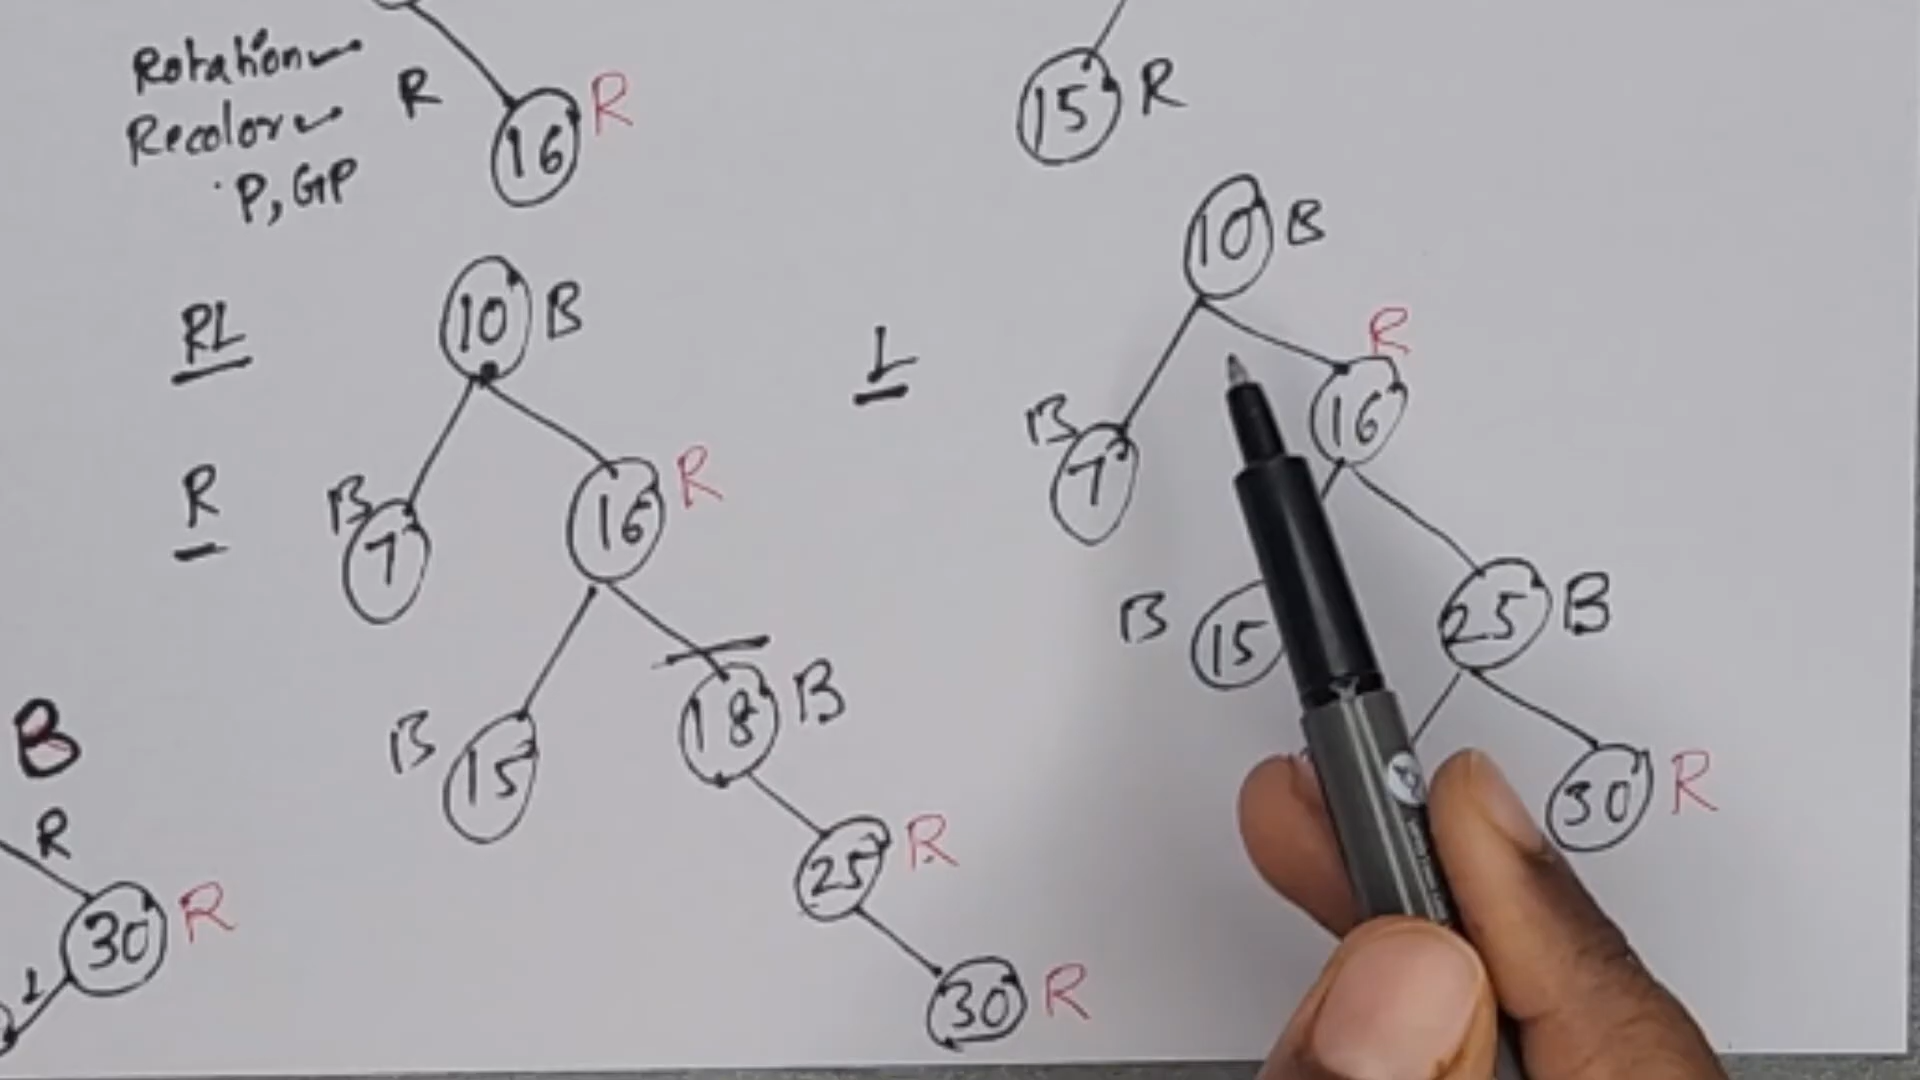 Rotation
Recolor
P, GP
R
16 R
15 R
RL
R
10 B
B 7
16 R
B 15
18 B
25 R
30 R
L
10 B
B 7
R
16
B 15
25 B
30 R
B
R
30 R
L